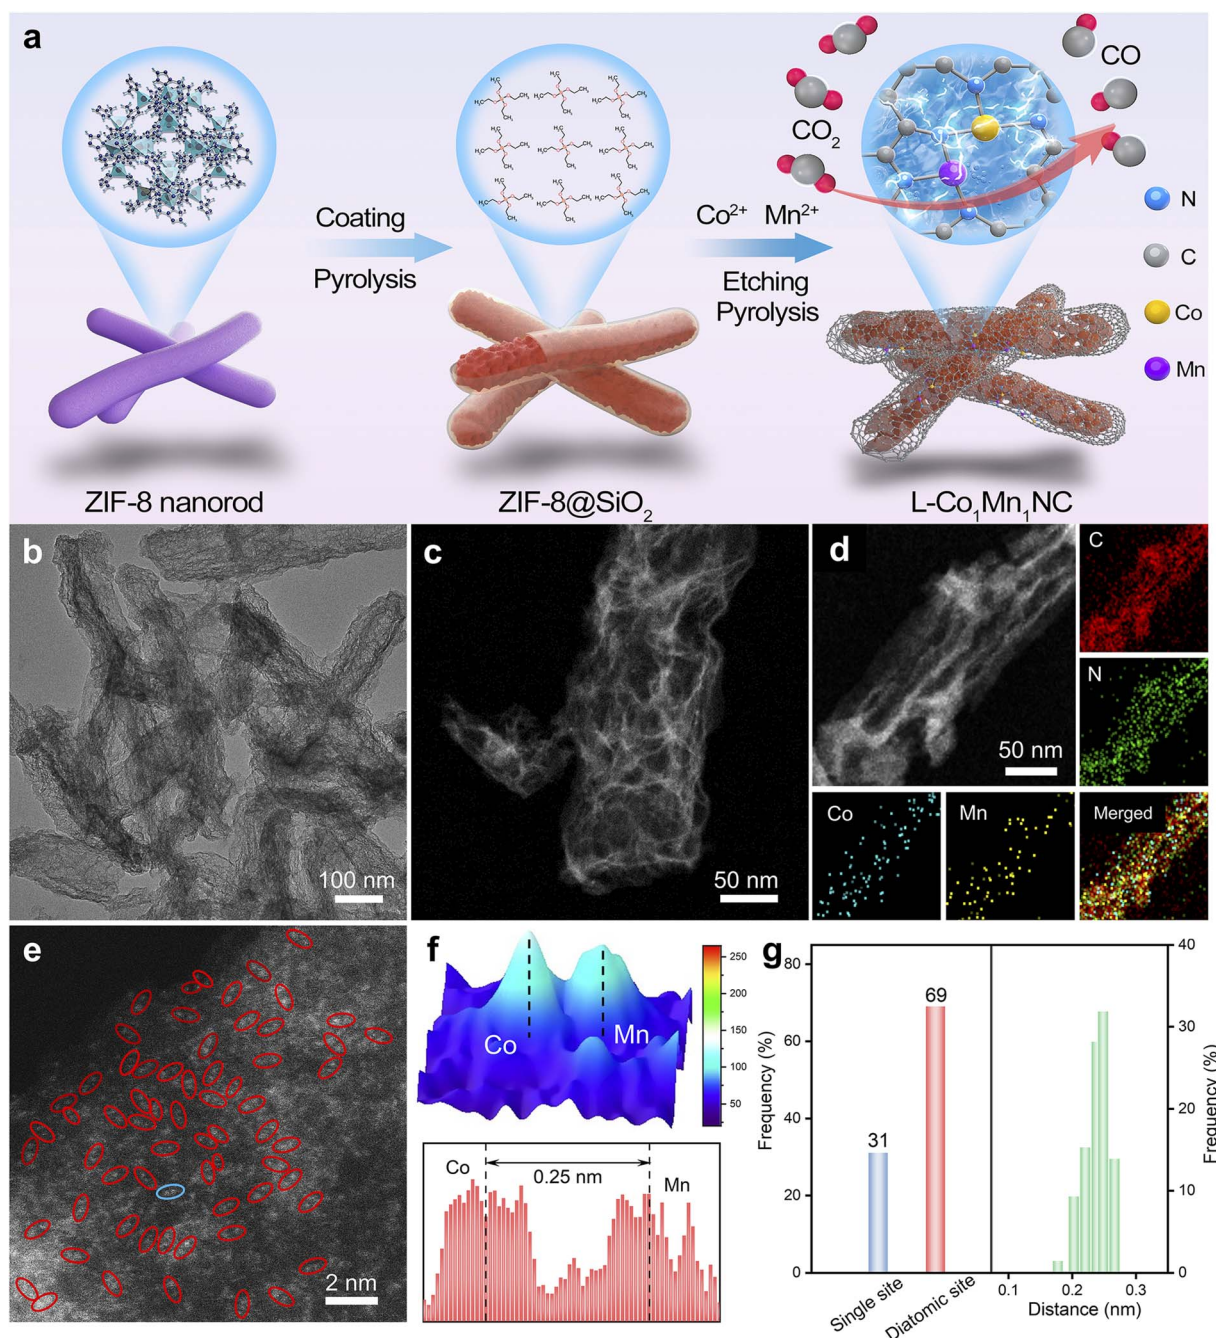 a
CO₂
CO
Coating
Pyrolysis
Co²⁺ Mn²⁺
Etching
Pyrolysis
N
C
Co
Mn
ZIF-8 nanorod
ZIF-8@SiO₂
L-Co₁Mn₁NC
b
100 nm
c
50 nm
d
50 nm
C
N
Co
Mn
Merged
e
2 nm
f
Co
Mn
250
200
150
100
50
Co
0.25 nm
Mn
g
Frequency (%)
80
60
40
20
0
31
69
Single site
Diatomic site
0.1
0.2
0.3
Distance (nm)
40
30
20
10
0
Frequency (%)